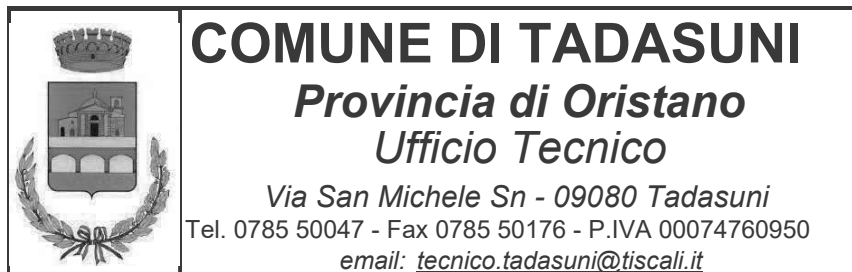 COMUNE DI TADASUNI
Provincia di Oristano
Ufficio Tecnico
Via San Michele Sn - 09080 Tadasuni
Tel. 0785 50047 - Fax 0785 50176 - P.IVA 00074760950
email: tecnico.tadasuni@tiscali.it